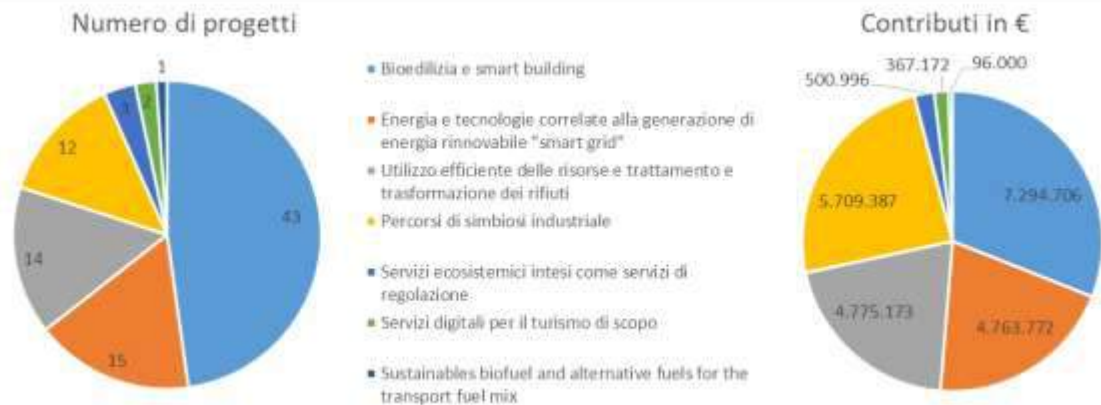 Numero di progetti
1
2
3
12
14
15
43
Bioedilizia e smart building
Energia e tecnologie correlate alla generazione di
energia rinnovabile "smart grid"
Utilizzo efficiente delle risorse e trattamento e
trasformazione dei rifiuti
Percorsi di simbiosi industriale
Servizi ecosistemici intesi come servizi di
regolazione
Servizi digitali per il turismo di scopo
Sustainables biofuel and alternative fuels for the
transport fuel mix
Contributi in €
500.996
367.172
96.000
5.709.387
7.294.706
4.775.173
4.763.772